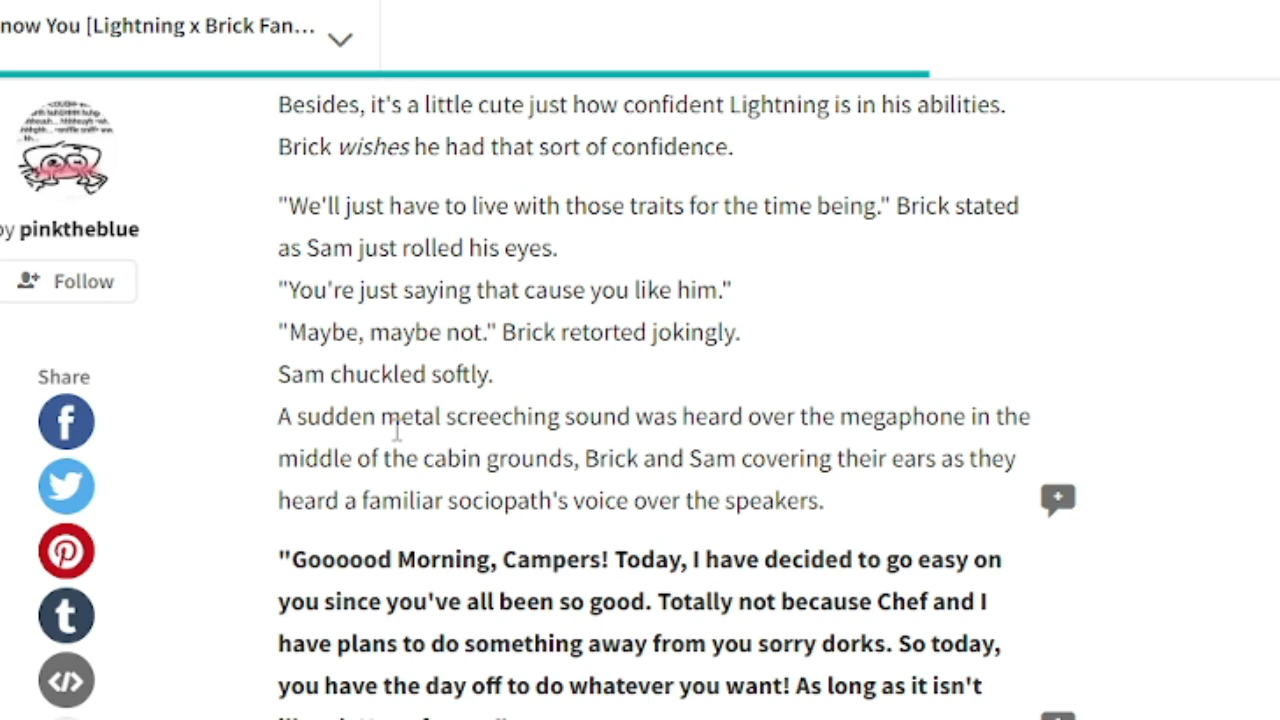 now You [Lightning x Brick Fan...
Besides, it's a little cute just how confident Lightning is in his abilities.
Brick wishes he had that sort of confidence.
by pinktheblue
"We'll just have to live with those traits for the time being." Brick stated
as Sam just rolled his eyes.
Follow
"You're just saying that cause you like him."
"Maybe, maybe not." Brick retorted jokingly.
Share
Sam chuckled softly.
A sudden metal screeching sound was heard over the megaphone in the
middle of the cabin grounds, Brick and Sam covering their ears as they
heard a familiar sociopath's voice over the speakers.
"Goooood Morning, Campers! Today, I have decided to go easy on
you since you've all been so good. Totally not because Chef and I
have plans to do something away from you sorry dorks. So today,
you have the day off to do whatever you want! As long as it isn't